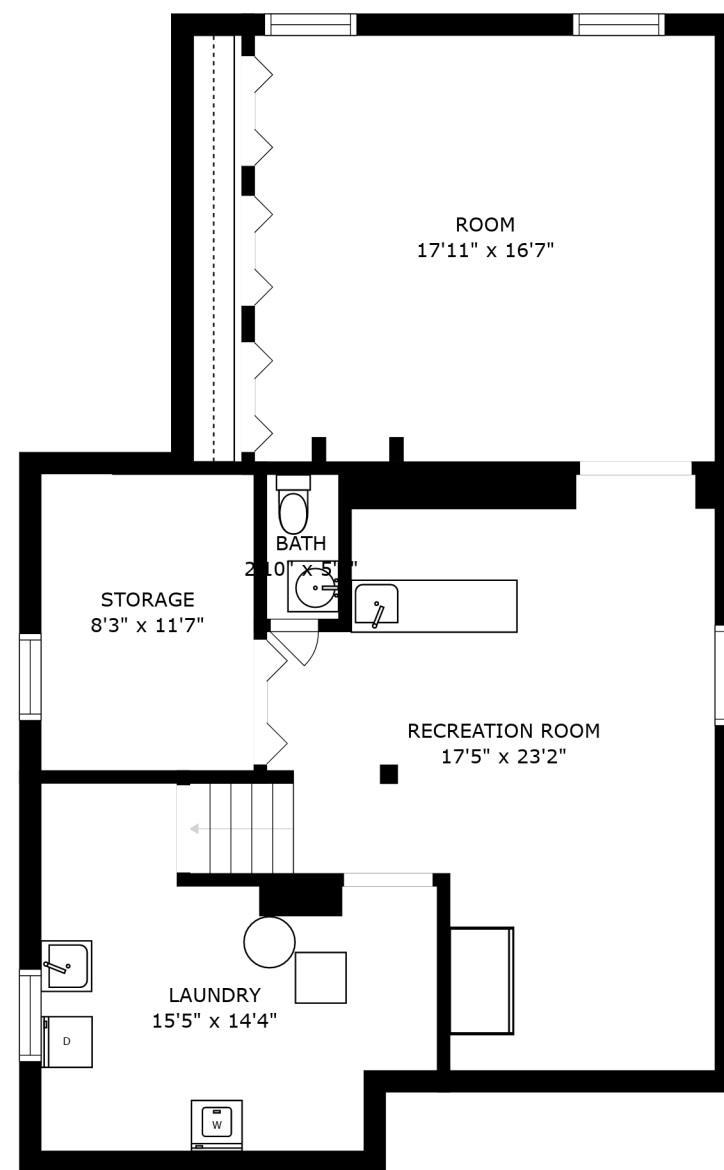 ROOM
17'11" x 16'7"
BATH
STORAGE
8'3" x 11'7"
RECREATION ROOM
17'5" x 23'2"
LAUNDRY
15'5" x 14'4"
D
W